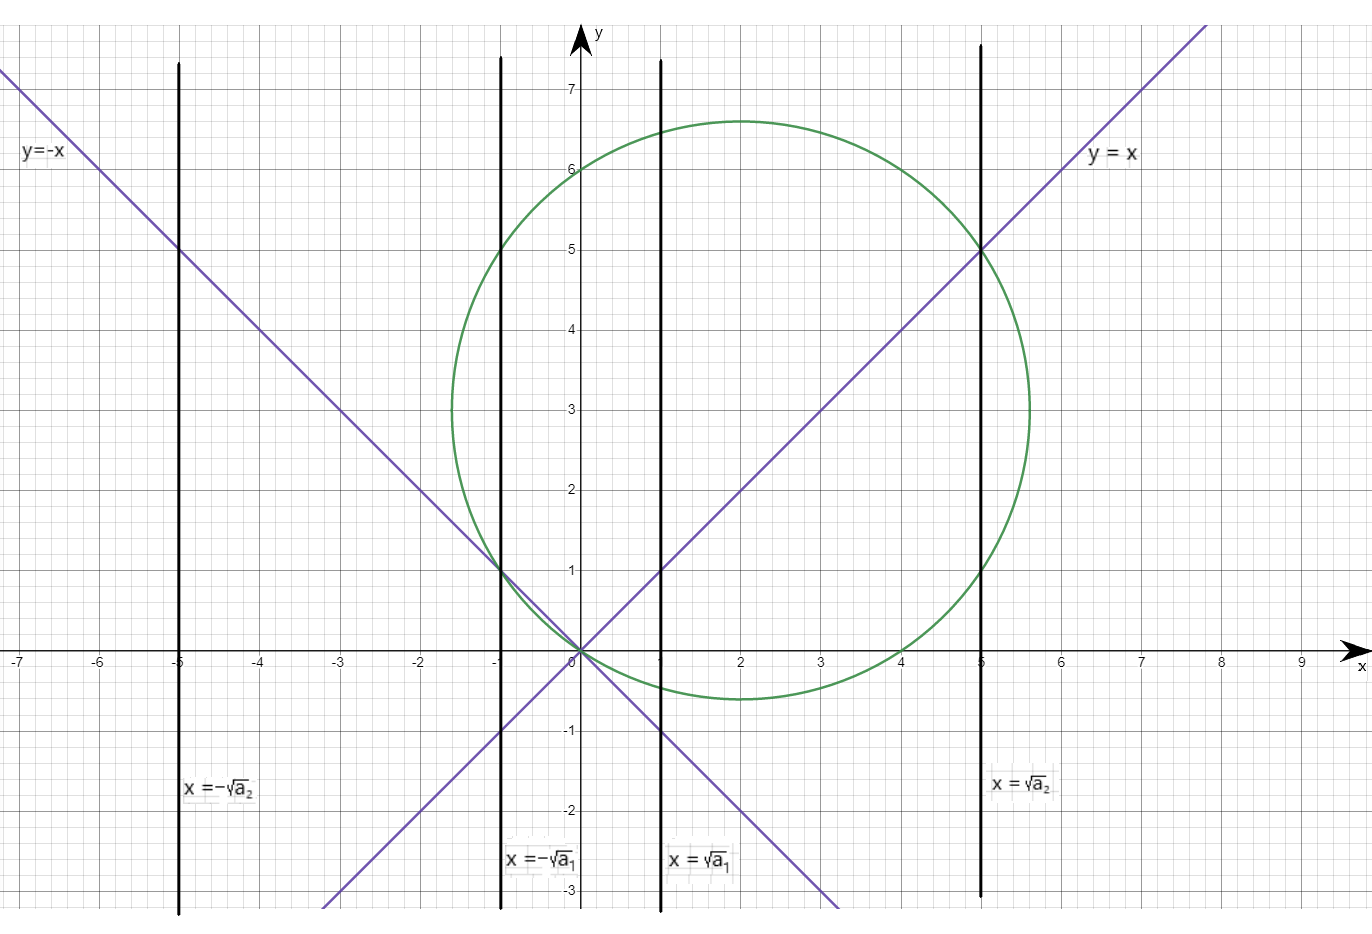 y
7
y=-x
y = x
6
5
4
3
2
1
-7 -6 -5 -4 -3 -2 -1 0 1 2 3 4 5 6 7 8 9
x
-1
x =-√a₂
x = √a₂
-2
x =-√a₁
x = √a₁
-3